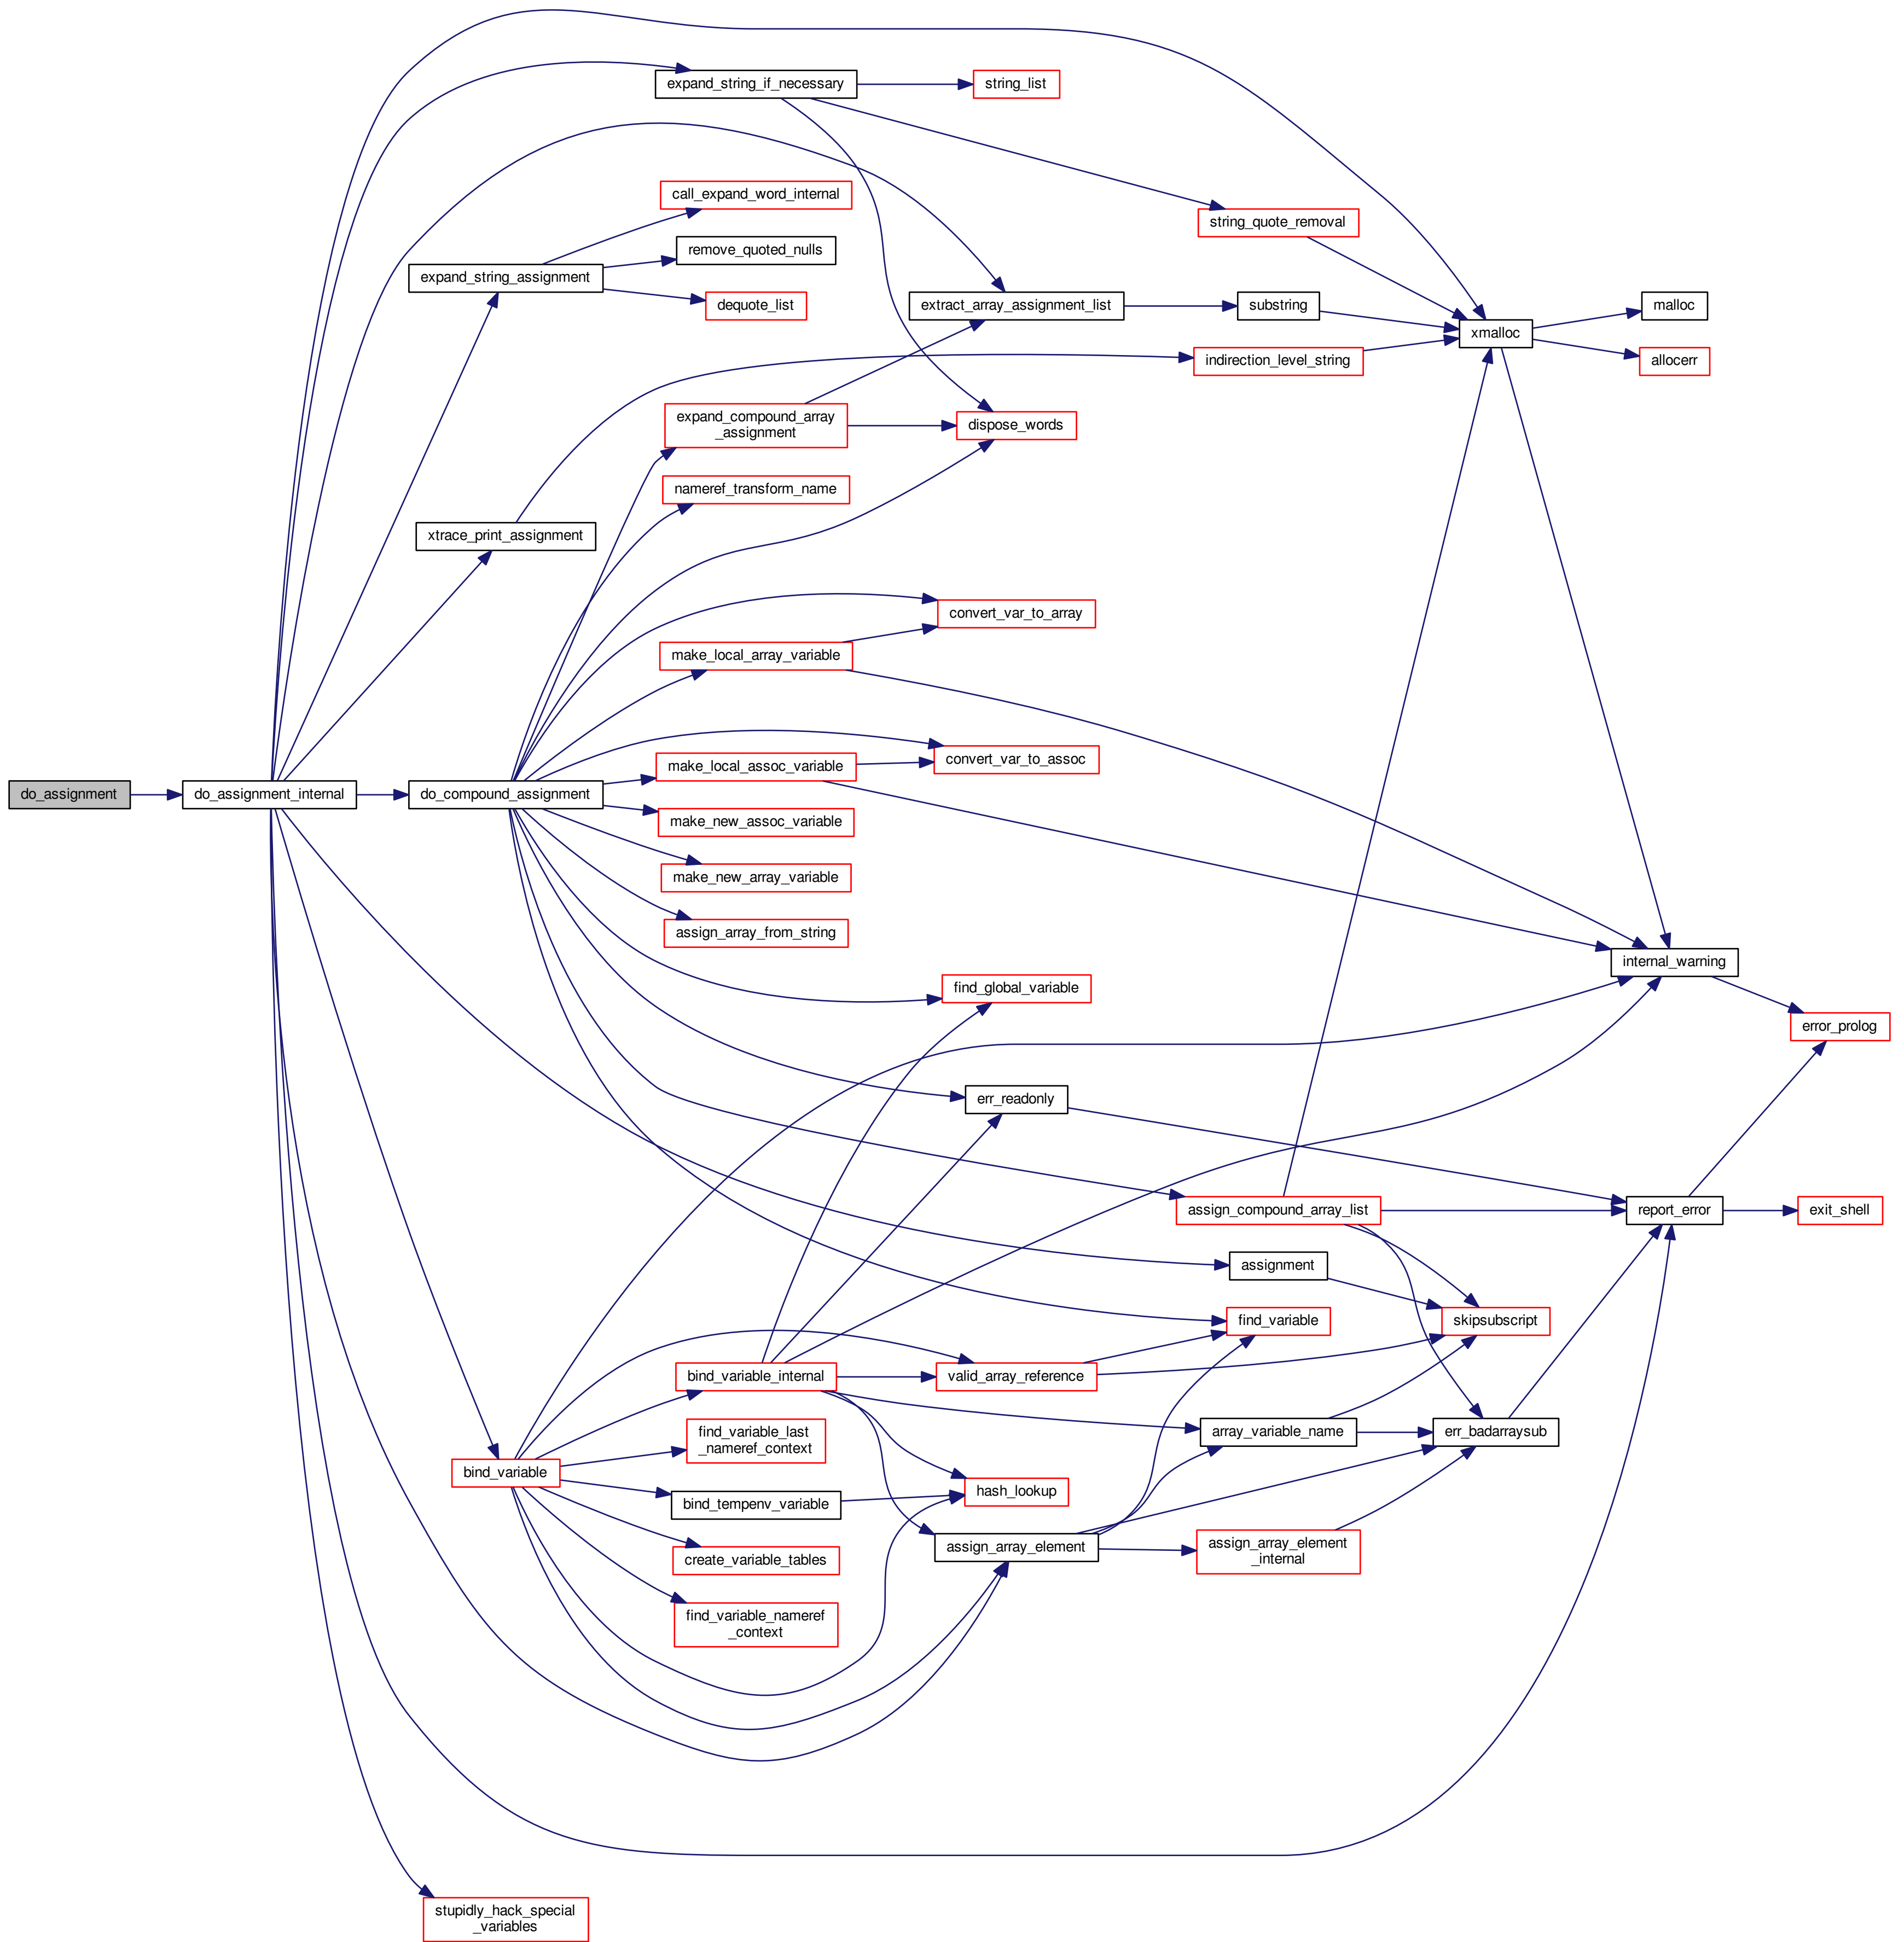 expand_string_if_necessary
string_list
call_expand_word_internal
string_quote_removal
remove_quoted_nulls
expand_string_assignment
dequote_list
extract_array_assignment_list
substring
malloc
xmalloc
indirection_level_string
allocerr
expand_compound_array
_assignment
dispose_words
nameref_transform_name
xtrace_print_assignment
convert_var_to_array
make_local_array_variable
make_local_assoc_variable
convert_var_to_assoc
do_assignment
do_assignment_internal
do_compound_assignment
make_new_assoc_variable
make_new_array_variable
assign_array_from_string
internal_warning
find_global_variable
error_prolog
err_readonly
assign_compound_array_list
report_error
exit_shell
assignment
find_variable
skipsubscript
bind_variable_internal
valid_array_reference
find_variable_last
_nameref_context
array_variable_name
err_badarraysub
bind_variable
hash_lookup
bind_tempenv_variable
assign_array_element
assign_array_element
_internal
create_variable_tables
find_variable_nameref
_context
stupidly_hack_special
_variables